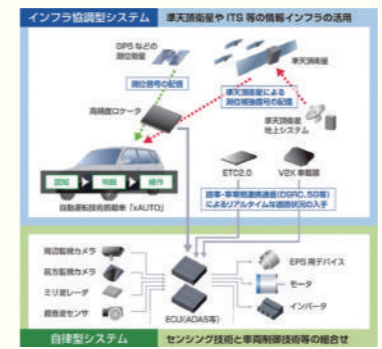 インフラ協調型システム 準天頂衛星や ITS 等の情報インフラの活用
GPS などの
測位衛星
準天頂衛星
測位信号の配信
準天頂衛星による
測位補強信号の配信
高精度ロケータ
準天頂衛星
地上システム
認知 判断 操作
ETC2.0
V2X 車載器
自動運転技術搭載車「xAUTO」
路車・車車間連携通信(DSRC、5G等)
によるリアルタイムな道路状況の入手
周辺監視カメラ
前方監視カメラ
ミリ波レーダ
超音波センサ
ECU(ADAS等)
EPS 用デバイス
モータ
インバータ
自律型システム センシング技術と車両制御技術等の組合せ